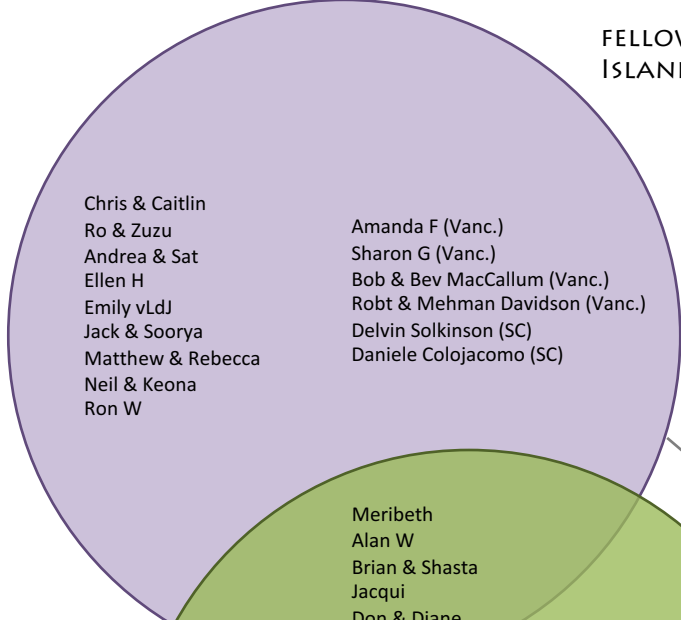 Chris & Caitlin
Ro & Zuzu
Andrea & Sat
Ellen H
Emily vLdJ
Jack & Soorya
Matthew & Rebecca
Neil & Keona
Ron W
Amanda F (Vanc.)
Sharon G (Vanc.)
Bob & Bev MacCallum (Vanc.)
Robt & Mehman Davidson (Vanc.)
Delvin Solkinson (SC)
Daniele Colojacomo (SC)
Meribeth
Alan W
Brian & Shasta
Jacqui
Don & Diane